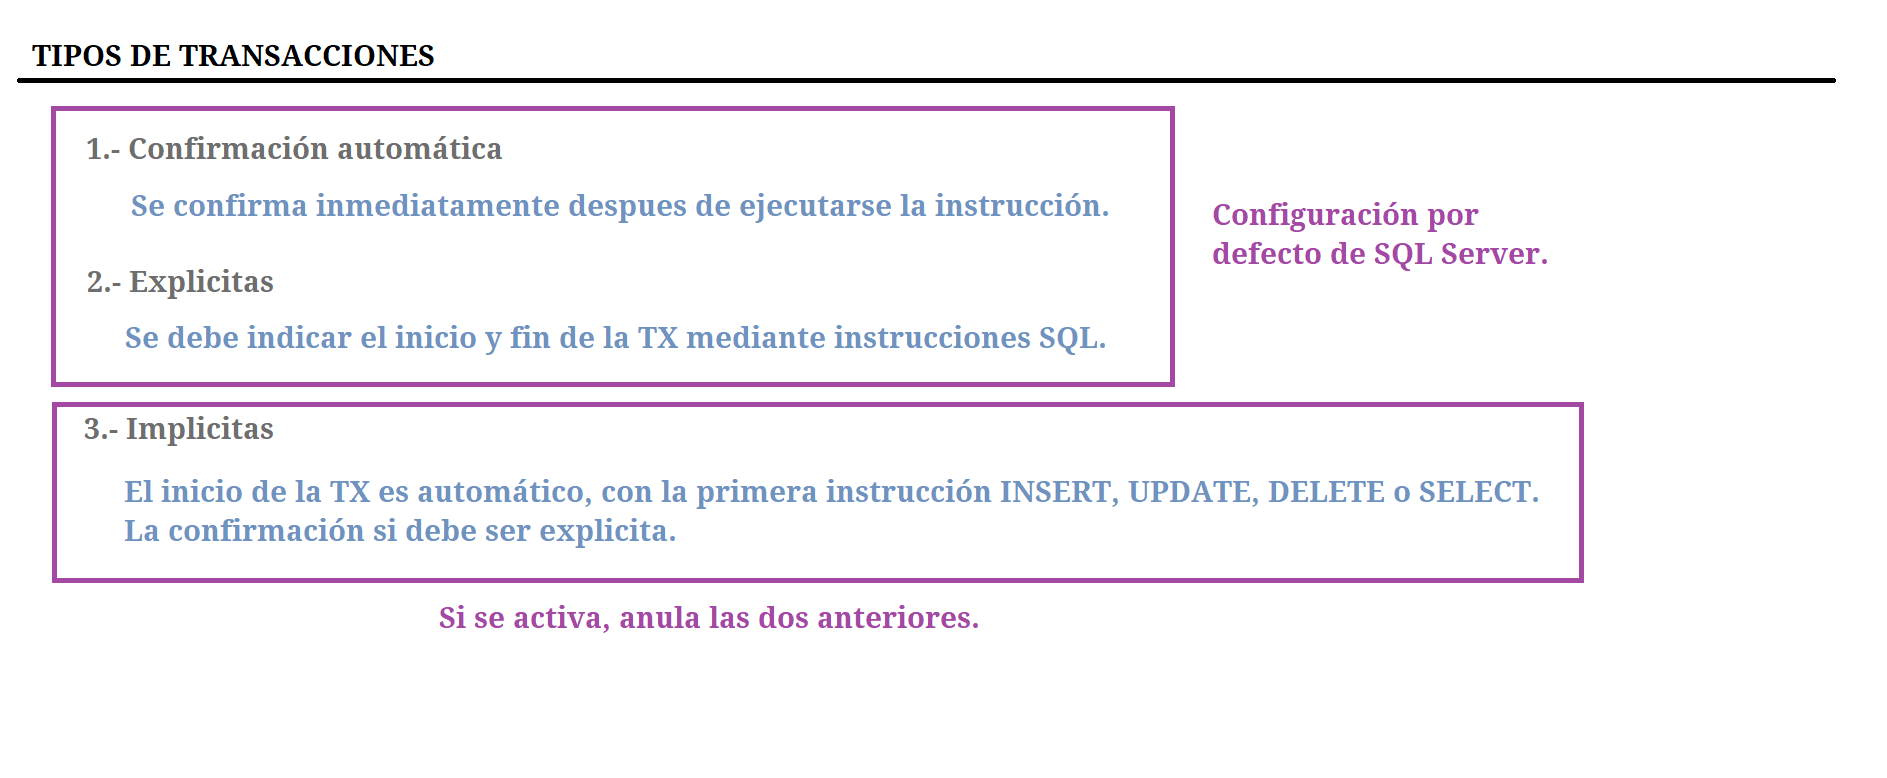 TIPOS DE TRANSACCIONES
1.- Confirmación automática
Se confirma inmediatamente despues de ejecutarse la instrucción.
2.- Explicitas
Se debe indicar el inicio y fin de la TX mediante instrucciones SQL.
Configuración por
defecto de SQL Server.
3.- Implicitas
El inicio de la TX es automático, con la primera instrucción INSERT, UPDATE, DELETE o SELECT.
La confirmación si debe ser explicita.
Si se activa, anula las dos anteriores.